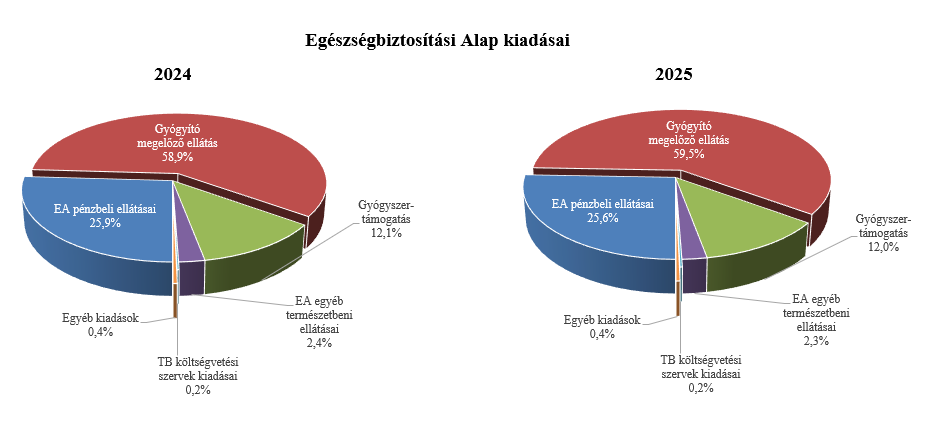 Egészségbiztosítási Alap kiadásai
2024
Gyógyító
megelőző ellátás
58,9%
EA pénzbeli ellátásai
25,9%
Gyógyszer-
támogatás
12,1%
EA egyéb
természetbeni
ellátásai
2,4%
Egyéb kiadások
0,4%
TB költségvetési
szervek kiadásai
0,2%
2025
Gyógyító
megelőző ellátás
59,5%
EA pénzbeli ellátásai
25,6%
Gyógyszer-
támogatás
12,0%
EA egyéb
természetbeni
ellátásai
2,3%
Egyéb kiadások
0,4%
TB költségvetési
szervek kiadásai
0,2%